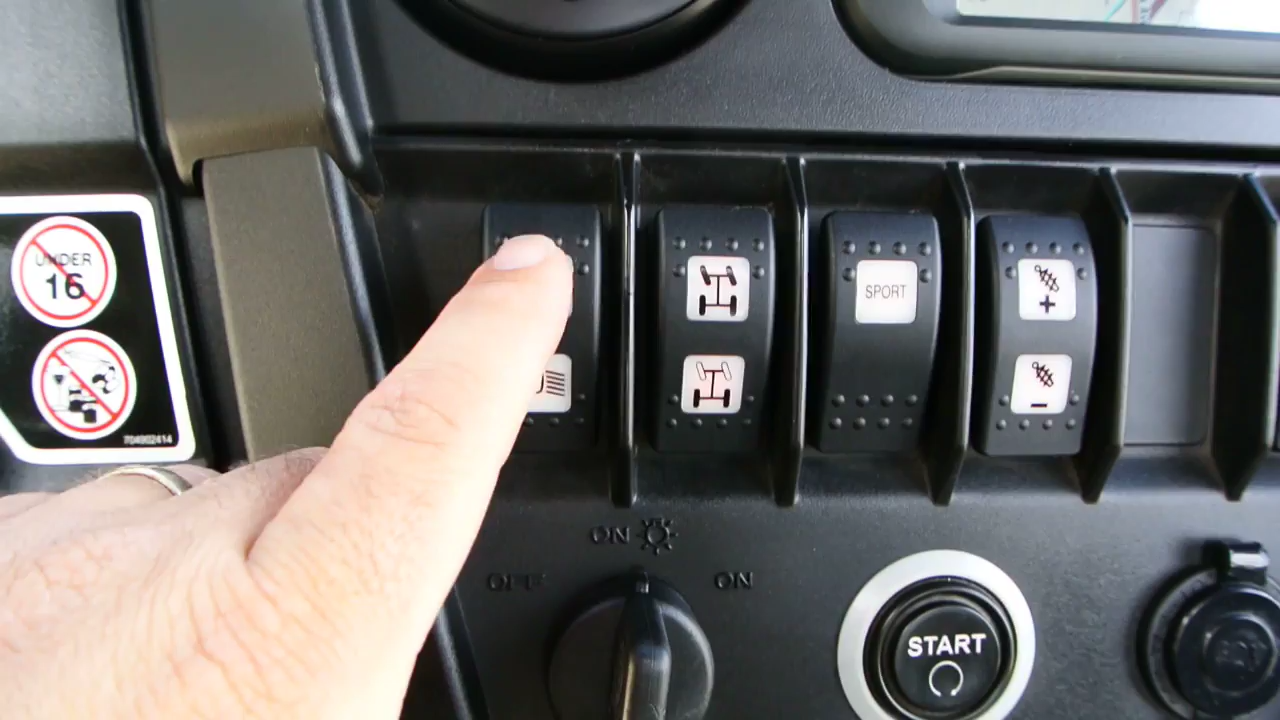 UNDER
16
704902414
SPORT
+
-
ON
OFF
ON
START